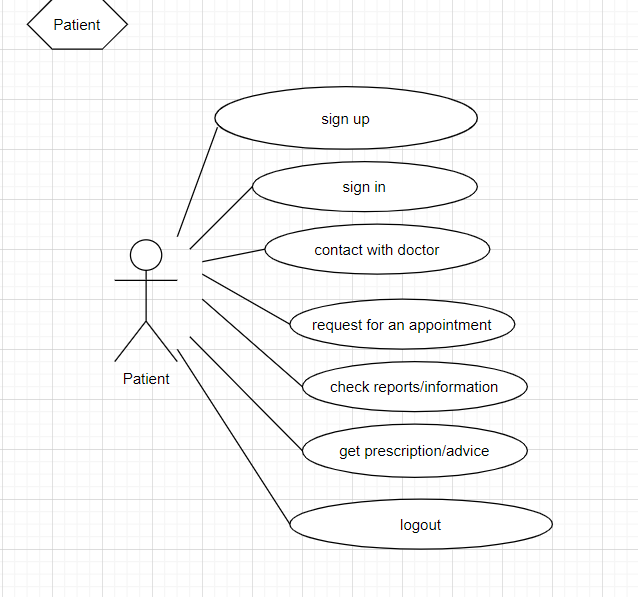 Patient
sign up
sign in
contact with doctor
request for an appointment
check reports/information
Patient
get prescription/advice
logout